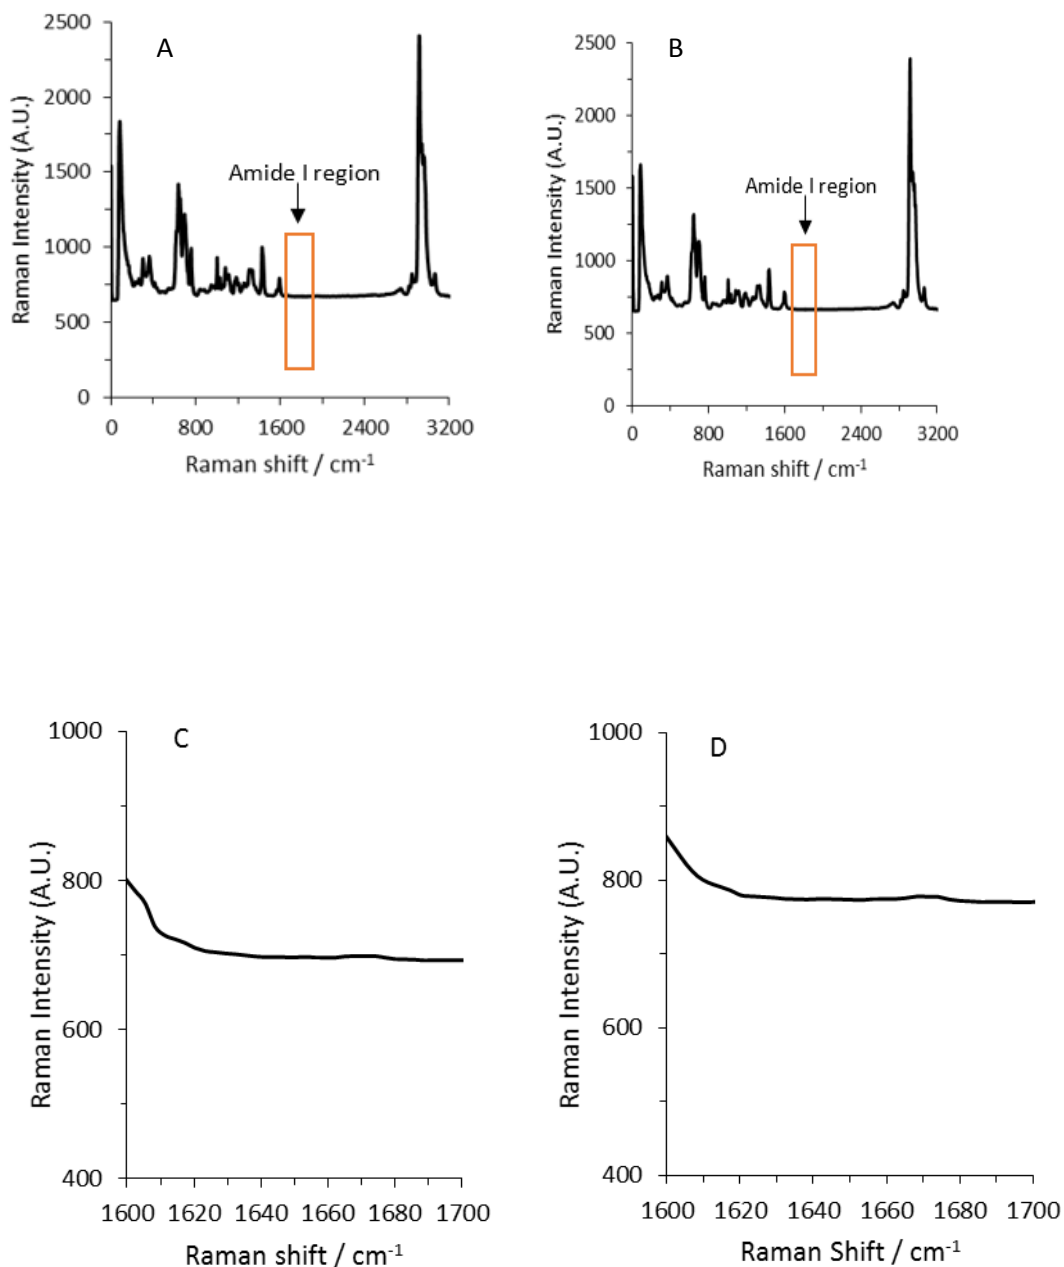 A
2500
2000
1500
1000
500
0
Raman Intensity (A.U.)
Amide I region
0 800 1600 2400 3200
Raman shift / cm-1
B
2500
2000
1500
1000
500
0
Raman Intensity (A.U.)
Amide I region
0 800 1600 2400 3200
Raman shift / cm-1
C
1000
800
600
400
Raman Intensity (A.U.)
1600 1620 1640 1660 1680 1700
Raman shift / cm-1
D
1000
800
600
400
Raman Intensity (A.U.)
1600 1620 1640 1660 1680 1700
Raman Shift / cm-1